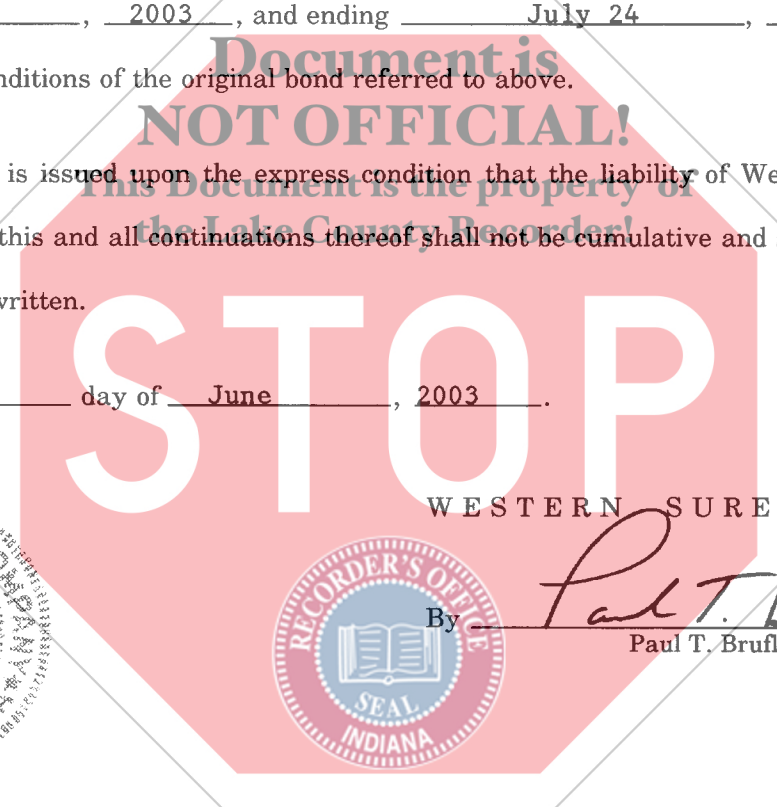 , 2003 , and ending July 24 ,
Document is
nditions of the original bond referred to above.
NOT OFFICIAL!
is issued upon the express condition that the liability of We
This Document is the property of
the Lake County Recorder!
this and all continuations thereof shall not be cumulative and
written.
STOP
day of June , 2003 .
WESTERN SURE
RECORDER'S OFFICE
By Paul T.
Paul T. Brufl
SEAL
INDIANA